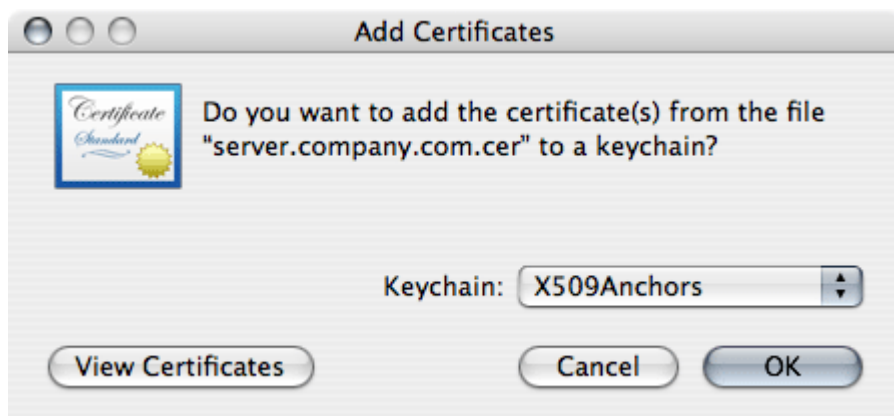 Add Certificates
Certificate
Standard
Do you want to add the certificate(s) from the file
“server.company.com.cer” to a keychain?
Keychain: X509Anchors
View Certificates Cancel OK